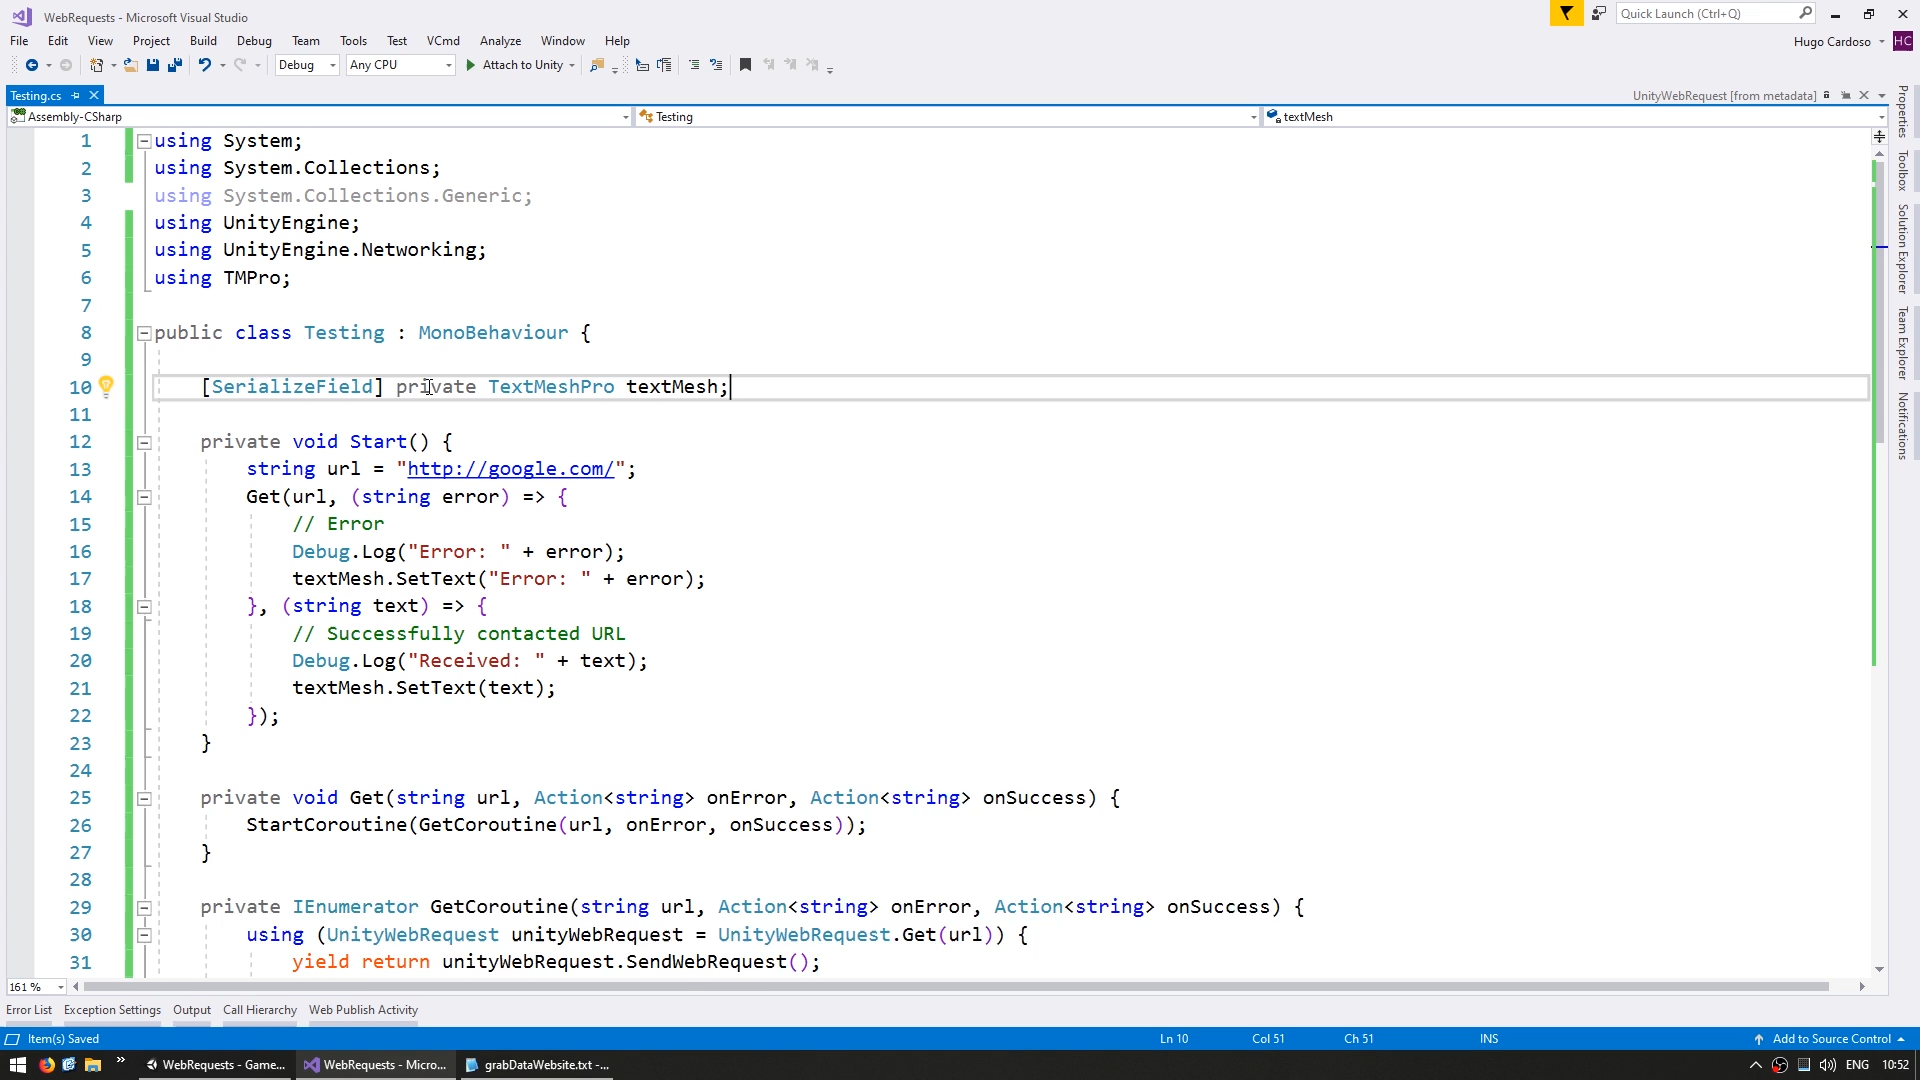 WebRequests - Microsoft Visual Studio
Quick Launch (Ctrl+Q)
File Edit View Project Build Debug Team Tools Test VCmd Analyze Window Help
Hugo Cardoso HC
Debug Any CPU Attach to Unity
Testing.cs
UnityWebRequest [from metadata]
Assembly-CSharp Testing textMesh
1 using System;
2 using System.Collections;
3 using System.Collections.Generic;
4 using UnityEngine;
5 using UnityEngine.Networking;
6 using TMPro;
7
8 public class Testing : MonoBehaviour {
9
10 [SerializeField] private TextMeshPro textMesh;
11
12 private void Start() {
13 string url = "http://google.com/";
14 Get(url, (string error) => {
15 // Error
16 Debug.Log("Error: " + error);
17 textMesh.SetText("Error: " + error);
18 }, (string text) => {
19 // Successfully contacted URL
20 Debug.Log("Received: " + text);
21 textMesh.SetText(text);
22 });
23 }
24
25 private void Get(string url, Action<string> onError, Action<string> onSuccess) {
26 StartCoroutine(GetCoroutine(url, onError, onSuccess));
27 }
28
29 private IEnumerator GetCoroutine(string url, Action<string> onError, Action<string> onSuccess) {
30 using (UnityWebRequest unityWebRequest = UnityWebRequest.Get(url)) {
31 yield return unityWebRequest.SendWebRequest();
Properties
Toolbox
Solution Explorer
Team Explorer
Notifications
161 %
Error List Exception Settings Output Call Hierarchy Web Publish Activity
Item(s) Saved Ln 10 Col 51 Ch 51 INS Add to Source Control
WebRequests - Game... WebRequests - Micro... grabDataWebsite.txt -... ENG 10:52